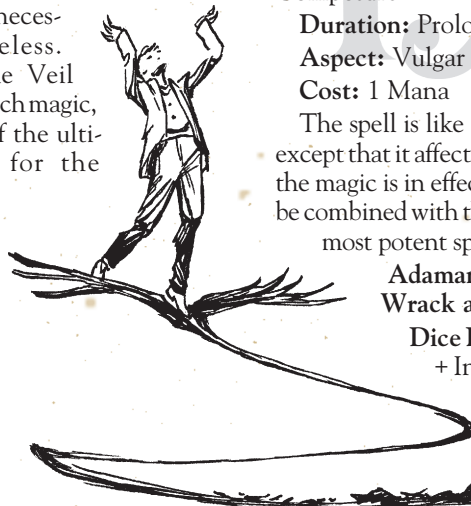 neces-
eless.
e Veil
ch magic,
f the ulti-
for the
Duration: Prolo
Aspect: Vulgar
Cost: 1 Mana
The spell is like
except that it affect
the magic is in effec
be combined with t
most potent sp
Adaman
Wrack a
Dice
+ In